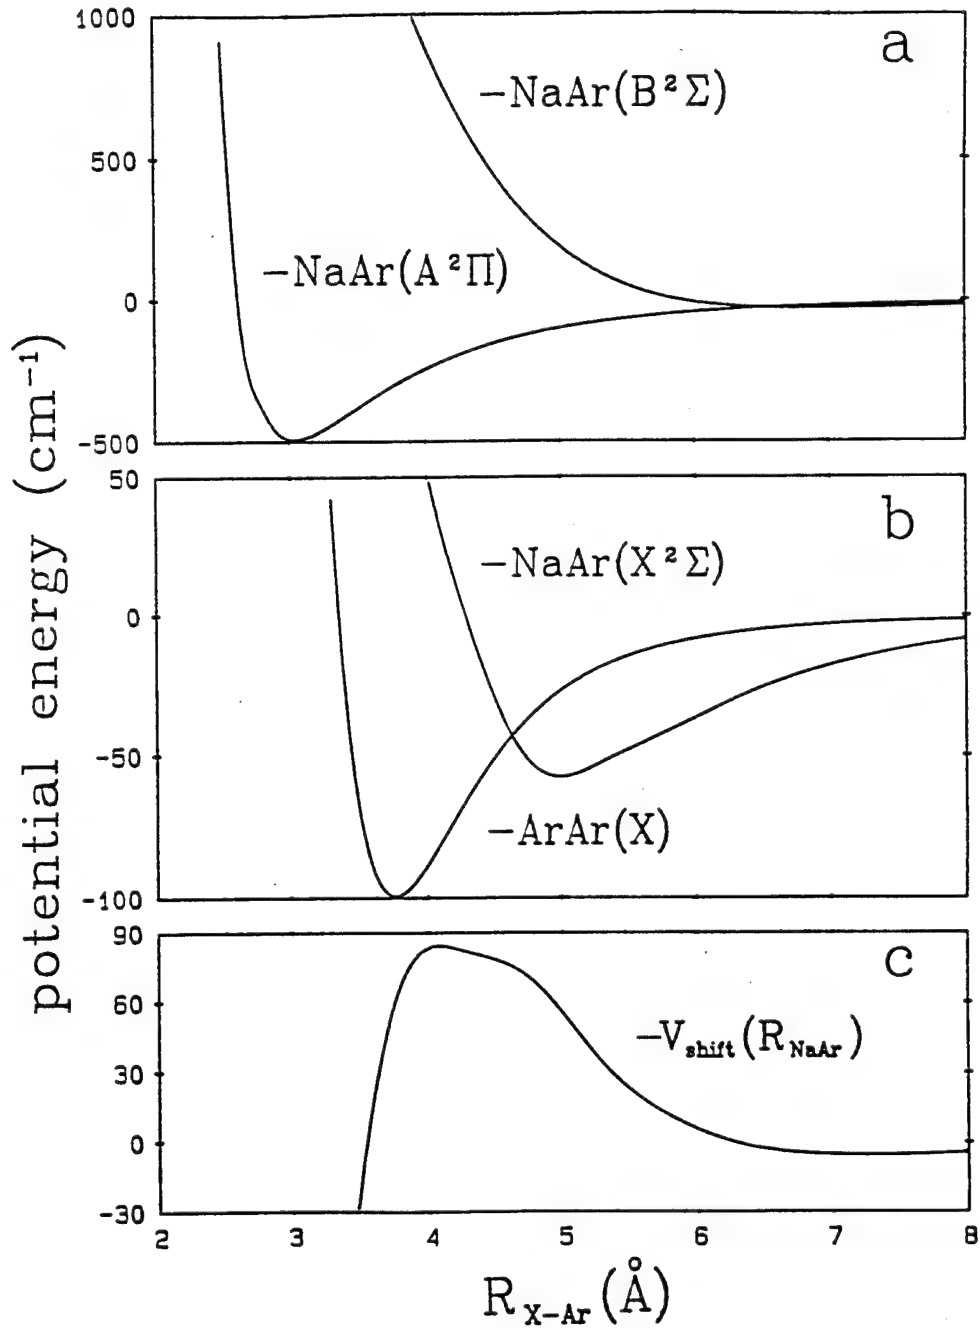 potential energy (cm⁻¹)
1000
500
0
-500
a
-NaAr(B²Σ)
-NaAr(A²Π)
50
0
-50
-100
b
-NaAr(X²Σ)
-ArAr(X)
90
60
30
0
-30
c
-V_shift(R_NaAr)
2 3 4 5 6 7 8
R_X-Ar(Å)